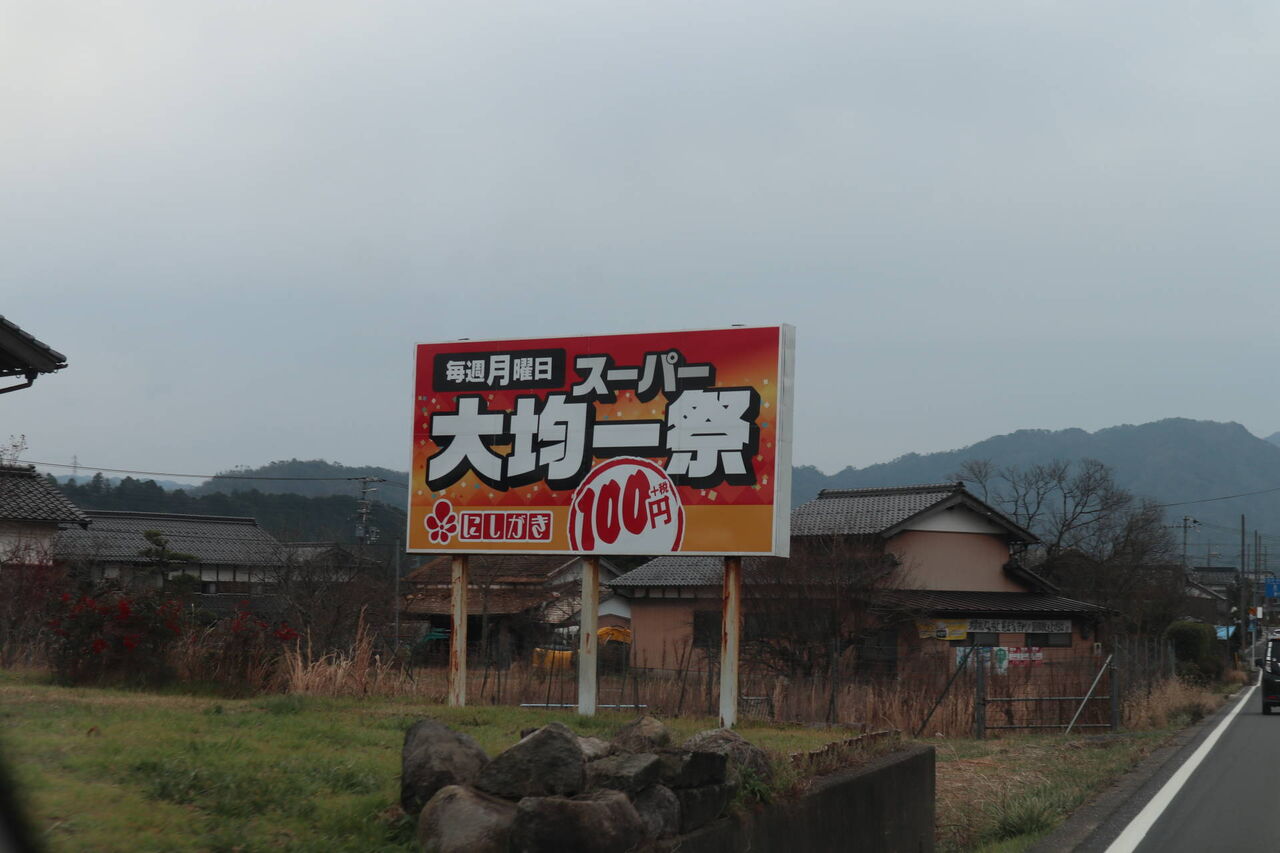 毎週月曜日
スーパー
大均一祭
にしがき
100円
+税